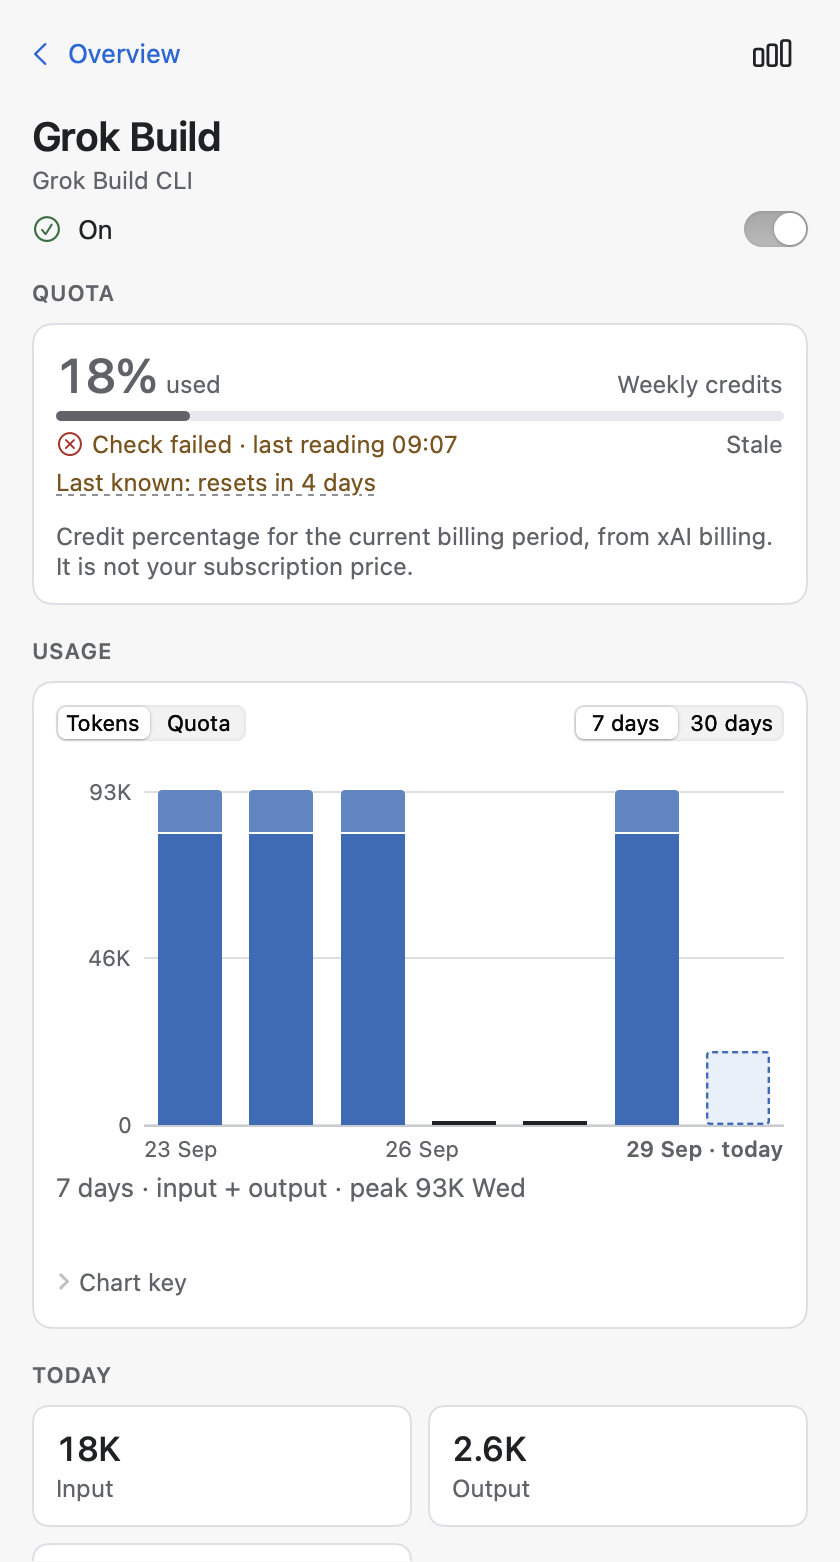 Overview
Grok Build
Grok Build CLI
On
QUOTA
18% used
Weekly credits
Check failed · last reading 09:07
Stale
Last known: resets in 4 days
Credit percentage for the current billing period, from xAI billing.
It is not your subscription price.
USAGE
Tokens Quota
7 days 30 days
93K
46K
0
23 Sep 26 Sep 29 Sep · today
7 days · input + output · peak 93K Wed
Chart key
TODAY
18K
Input
2.6K
Output